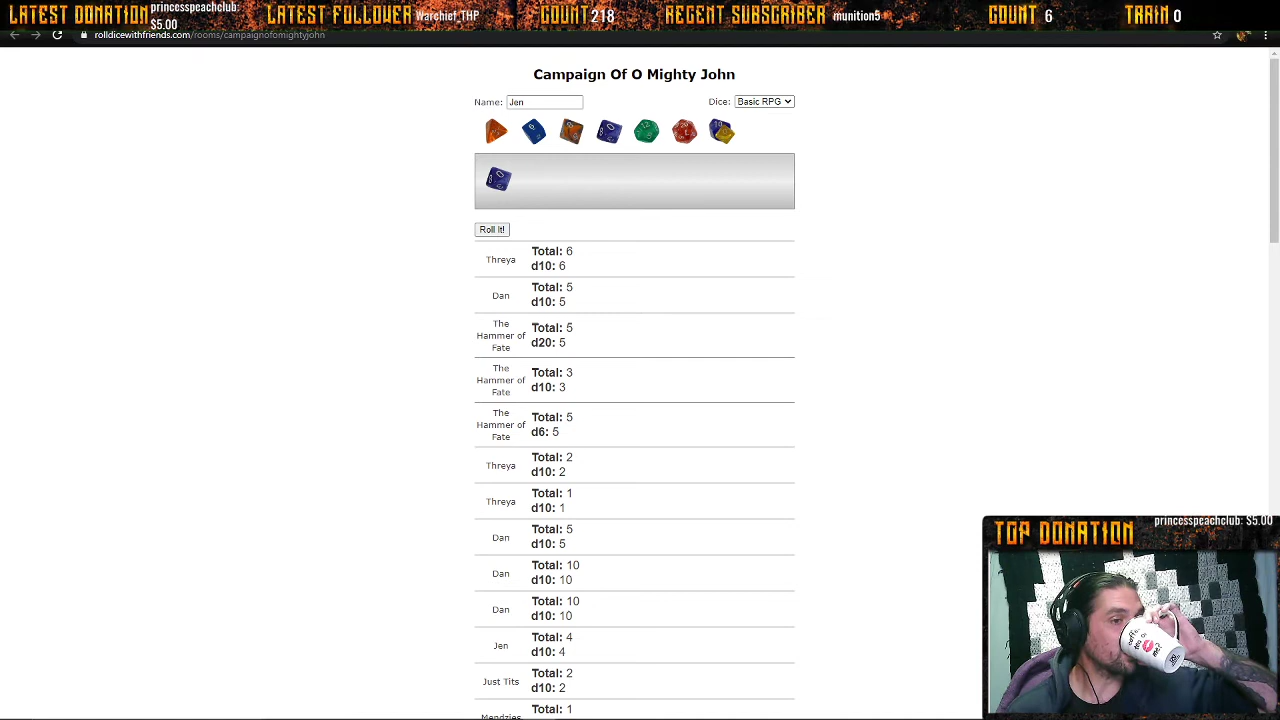 princesspeachclub:
$5.00
LATEST DONATION
LATEST FOLLOWER Warchief_THP
COUNT 218
RECENT SUBSCRIBER munition5
COUNT 6
TRAIN 0
rolldicewithfriends.com/rooms/campaignofomightyjohn
Campaign Of O Mighty John
Name: Jen
Dice: Basic RPG
Roll It!
Threya
Total: 6
d10: 6
Dan
Total: 5
d10: 5
The Hammer of Fate
Total: 5
d20: 5
The Hammer of Fate
Total: 3
d10: 3
The Hammer of Fate
Total: 5
d6: 5
Threya
Total: 2
d10: 2
Threya
Total: 1
d10: 1
Dan
Total: 5
d10: 5
Dan
Total: 10
d10: 10
Dan
Total: 10
d10: 10
Jen
Total: 4
d10: 4
Just Tits
Total: 2
d10: 2
Mendzies
Total: 1
TOP DONATION
princesspeachclub: $5.00